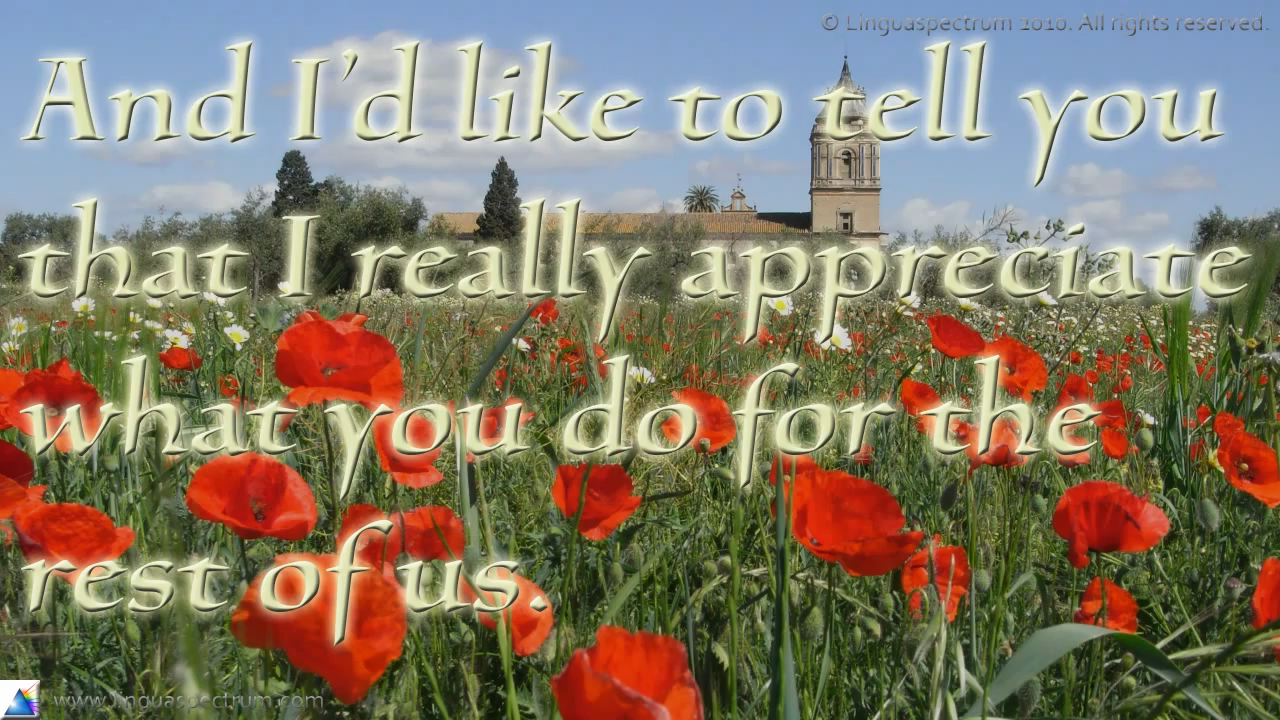 © Linguaspectrum 2010. All rights reserved.
And I'd like to tell you
that I really appreciate
what you do for the
rest of us.
www.linguaspectrum.com